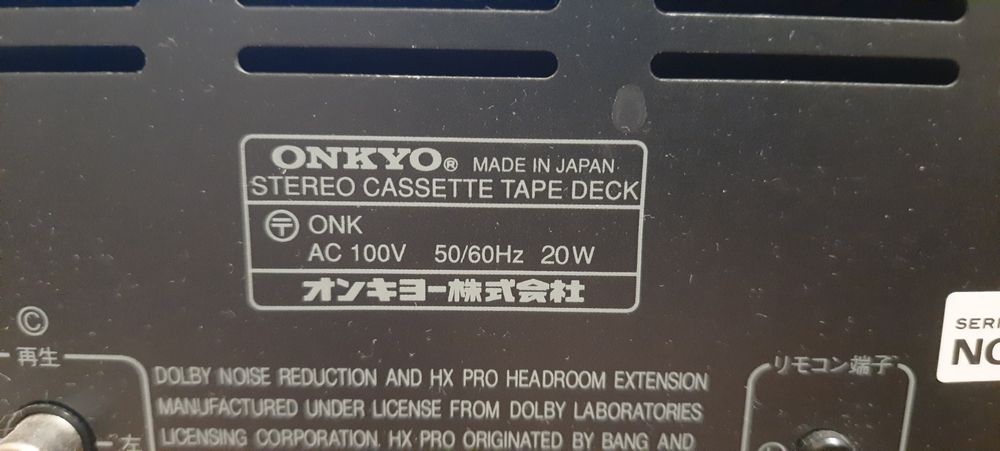 ONKYO® MADE IN JAPAN
STEREO CASSETTE TAPE DECK
〒 ONK
AC 100V 50/60Hz 20W
オンキヨー株式会社
©
再生
左
DOLBY NOISE REDUCTION AND HX PRO HEADROOM EXTENSION
MANUFACTURED UNDER LICENSE FROM DOLBY LABORATORIES
LICENSING CORPORATION. HX PRO ORIGINATED BY BANG AND
リモコン端子